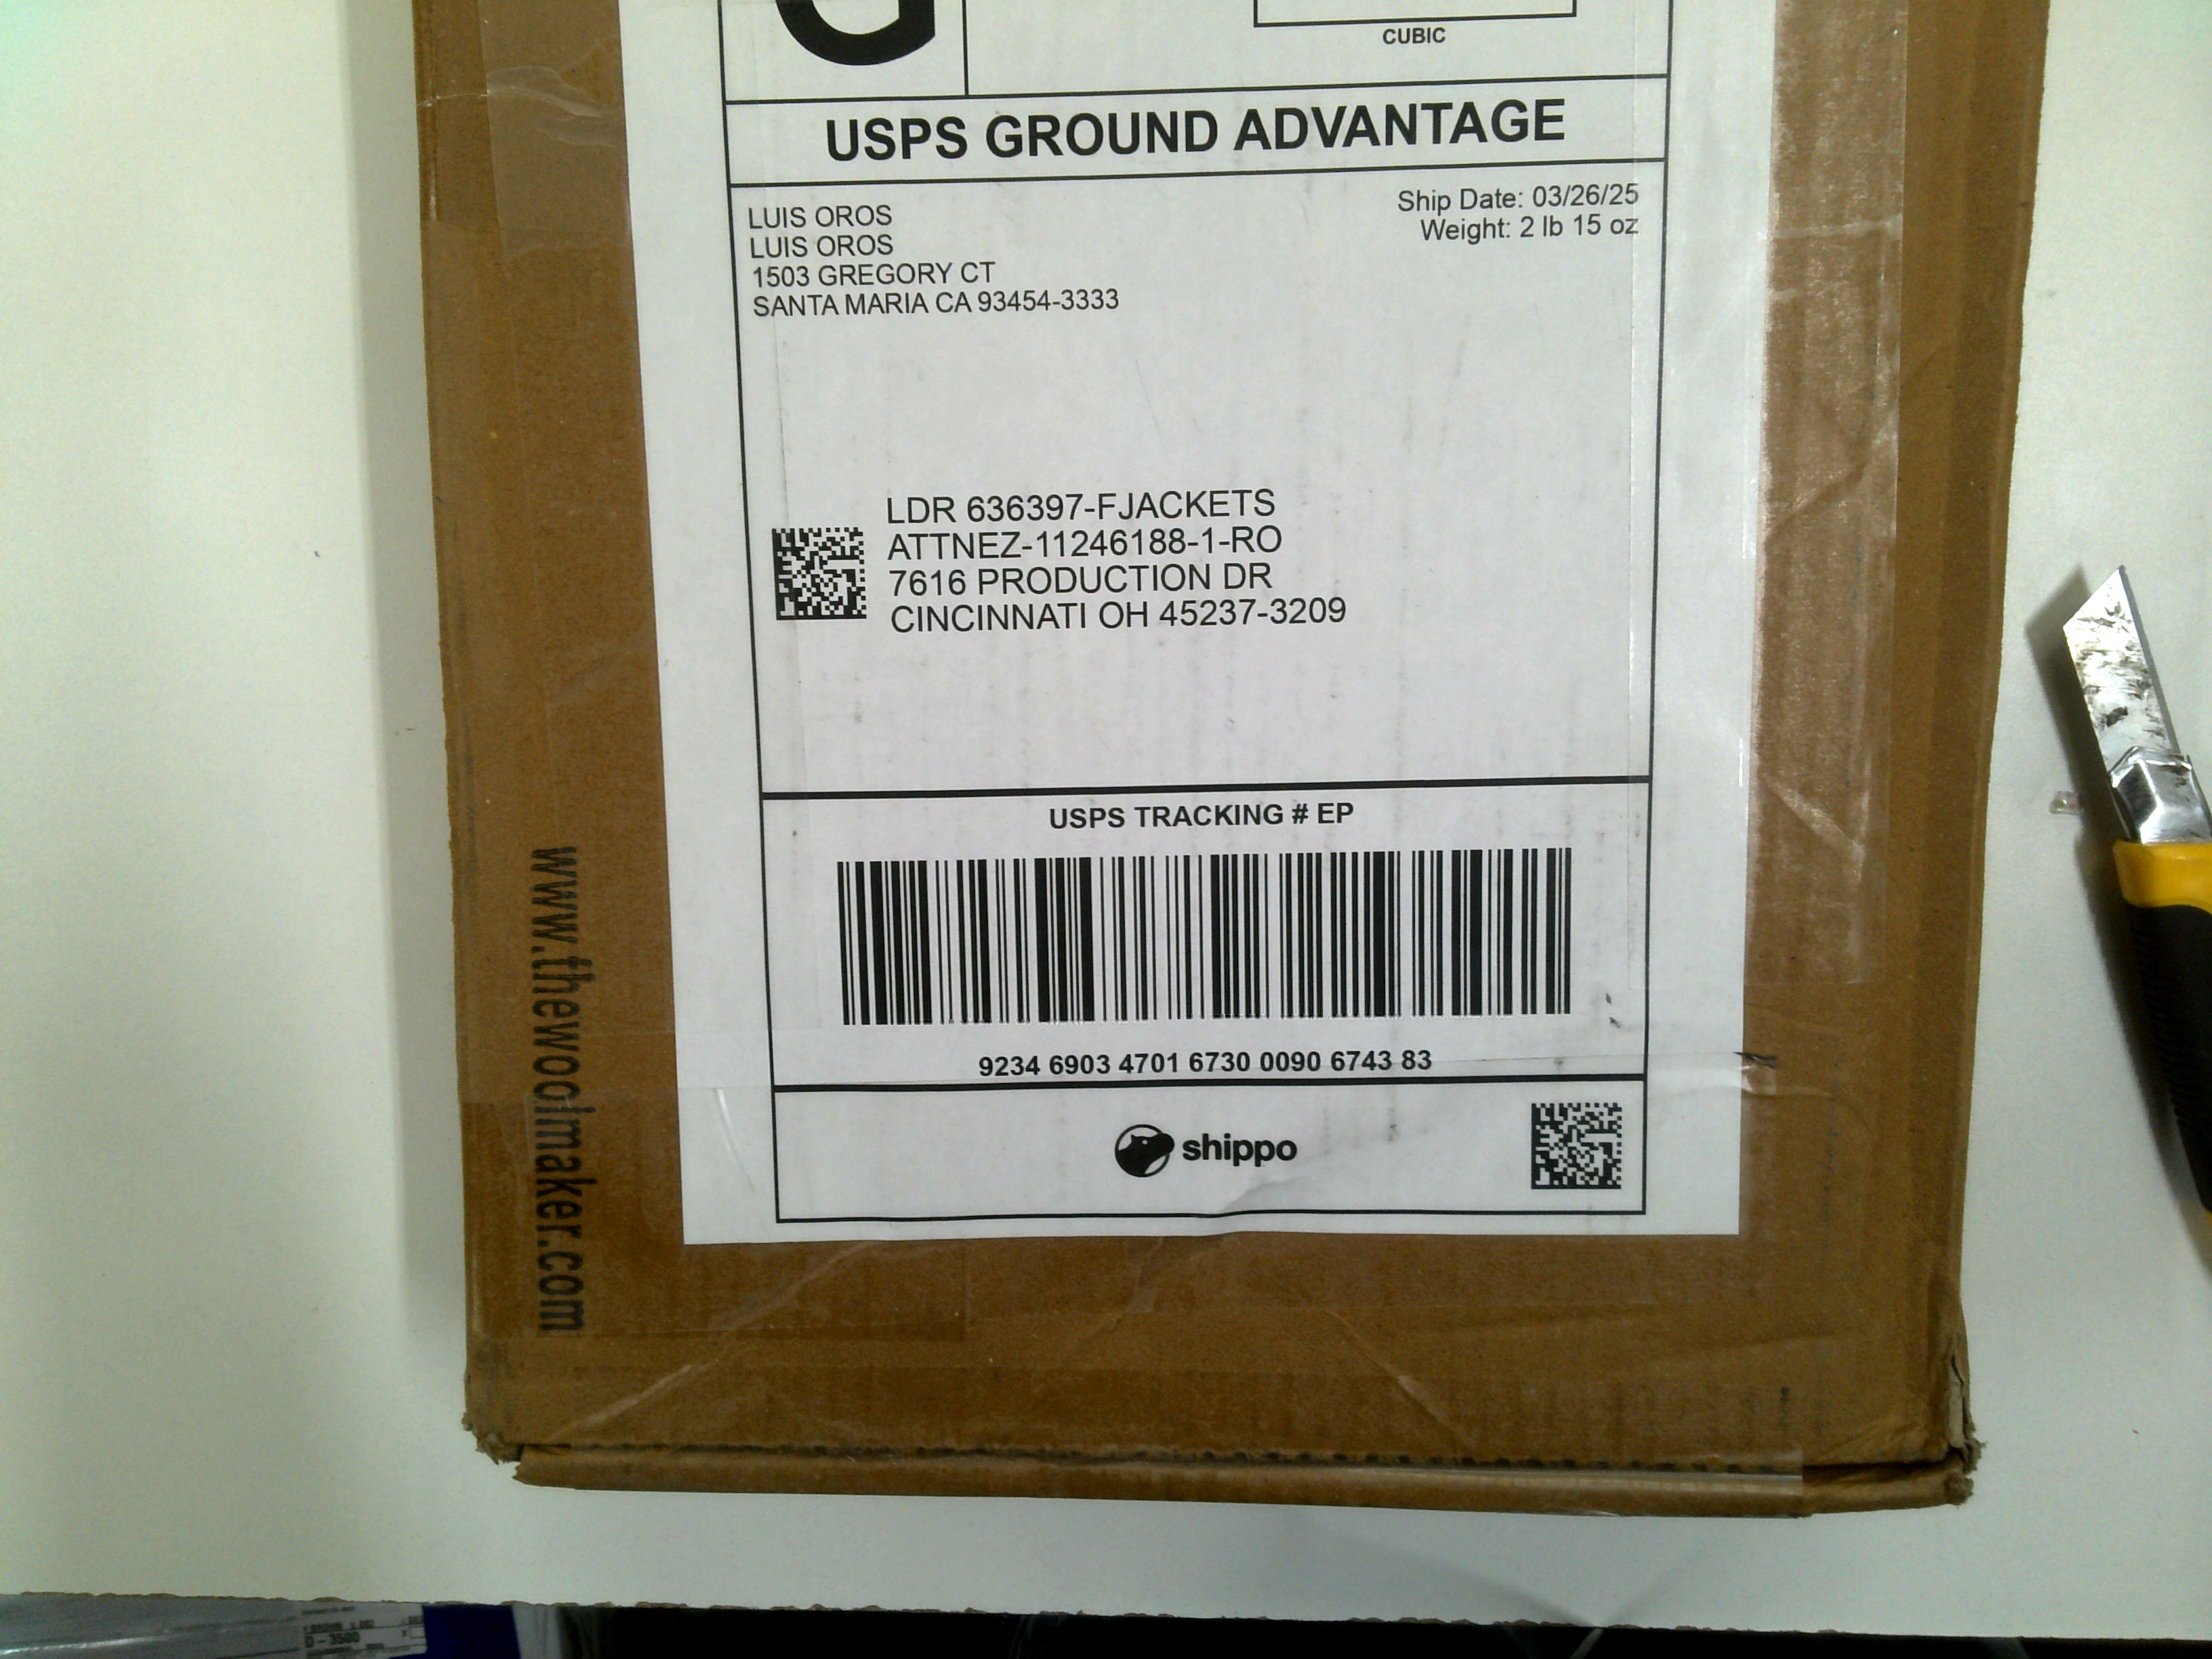 G
CUBIC
USPS GROUND ADVANTAGE
LUIS OROS
LUIS OROS
1503 GREGORY CT
SANTA MARIA CA 93454-3333
Ship Date: 03/26/25
Weight: 2 lb 15 oz
LDR 636397-FJACKETS
ATTNEZ-11246188-1-RO
7616 PRODUCTION DR
CINCINNATI OH 45237-3209
USPS TRACKING # EP
9234 6903 4701 6730 0090 6743 83
shippo
www.thewoolmaker.com
D-3500